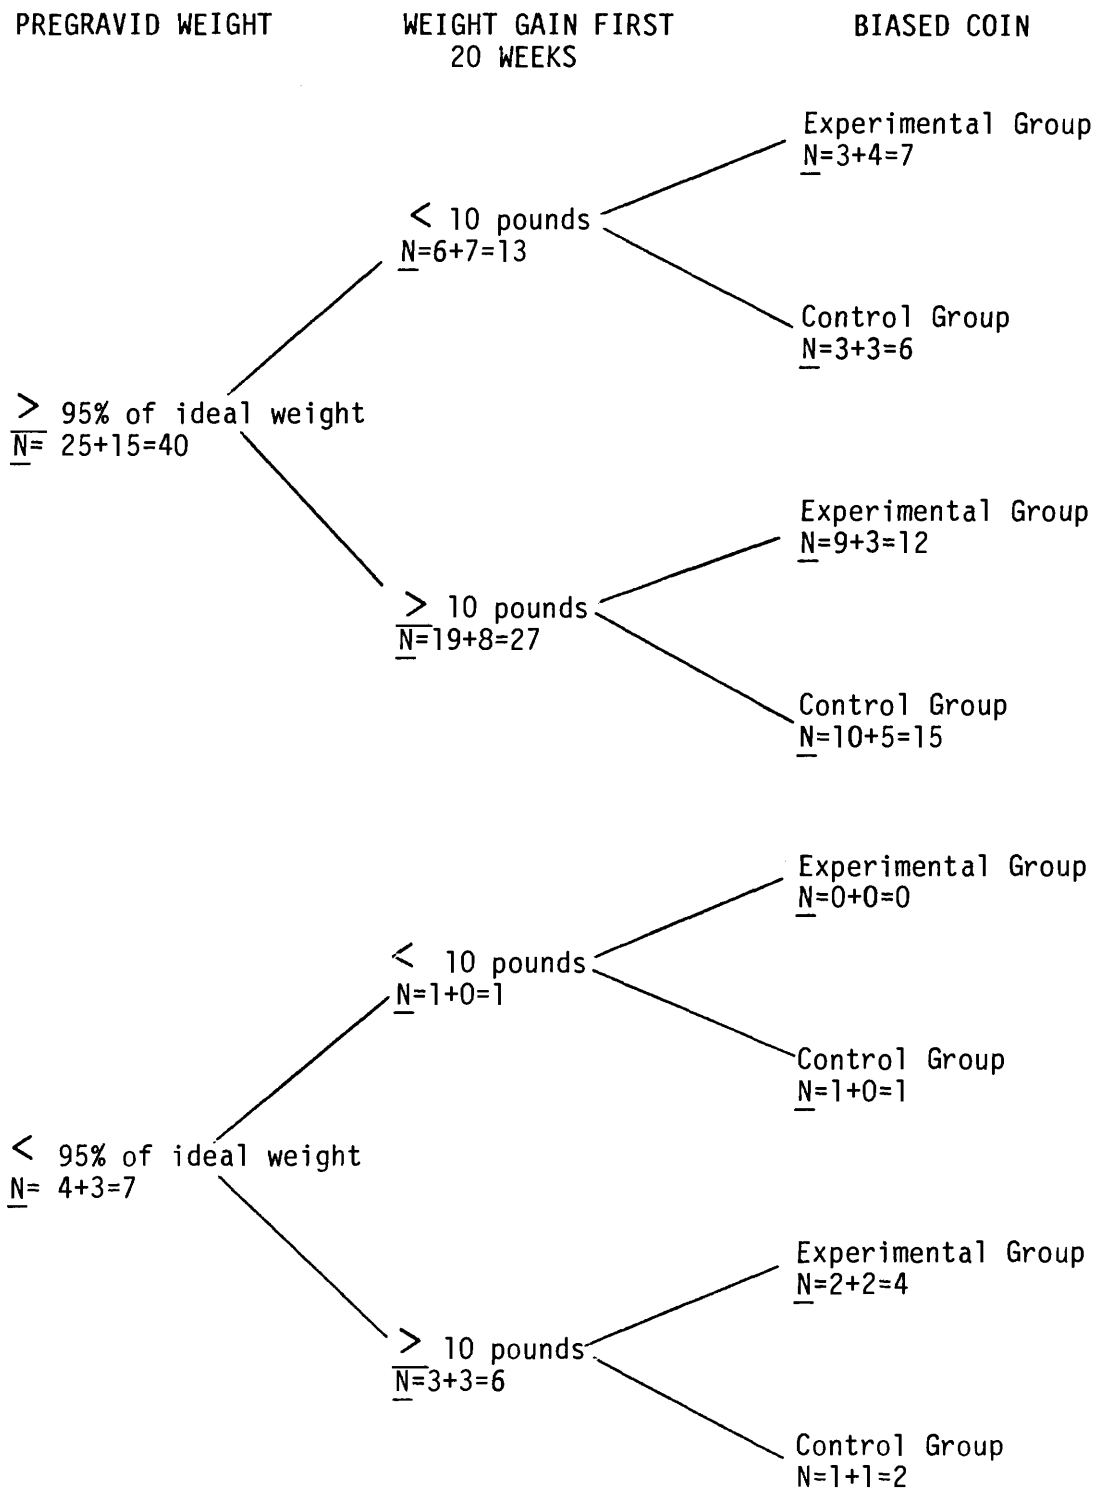 PREGRAVID WEIGHT
WEIGHT GAIN FIRST
20 WEEKS
BIASED COIN
Experimental Group
N=3+4=7
< 10 pounds
N=6+7=13
Control Group
N=3+3=6
≥ 95% of ideal weight
N= 25+15=40
Experimental Group
N=9+3=12
≥ 10 pounds
N=19+8=27
Control Group
N=10+5=15
Experimental Group
N=0+0=0
< 10 pounds
N=1+0=1
Control Group
N=1+0=1
< 95% of ideal weight
N= 4+3=7
Experimental Group
N=2+2=4
≥ 10 pounds
N=3+3=6
Control Group
N=1+1=2